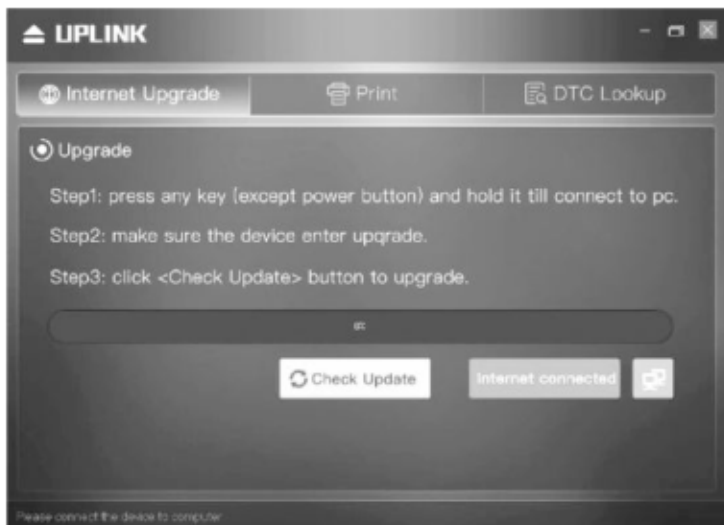 UPLINK
Internet Upgrade
Print
DTC Lookup
Upgrade
Step1: press any key (except power button) and hold it till connect to pc.
Step2: make sure the device enter upgrade.
Step3: click <Check Update> button to upgrade.
Check Update
Internet connected
Please connect the device to computer